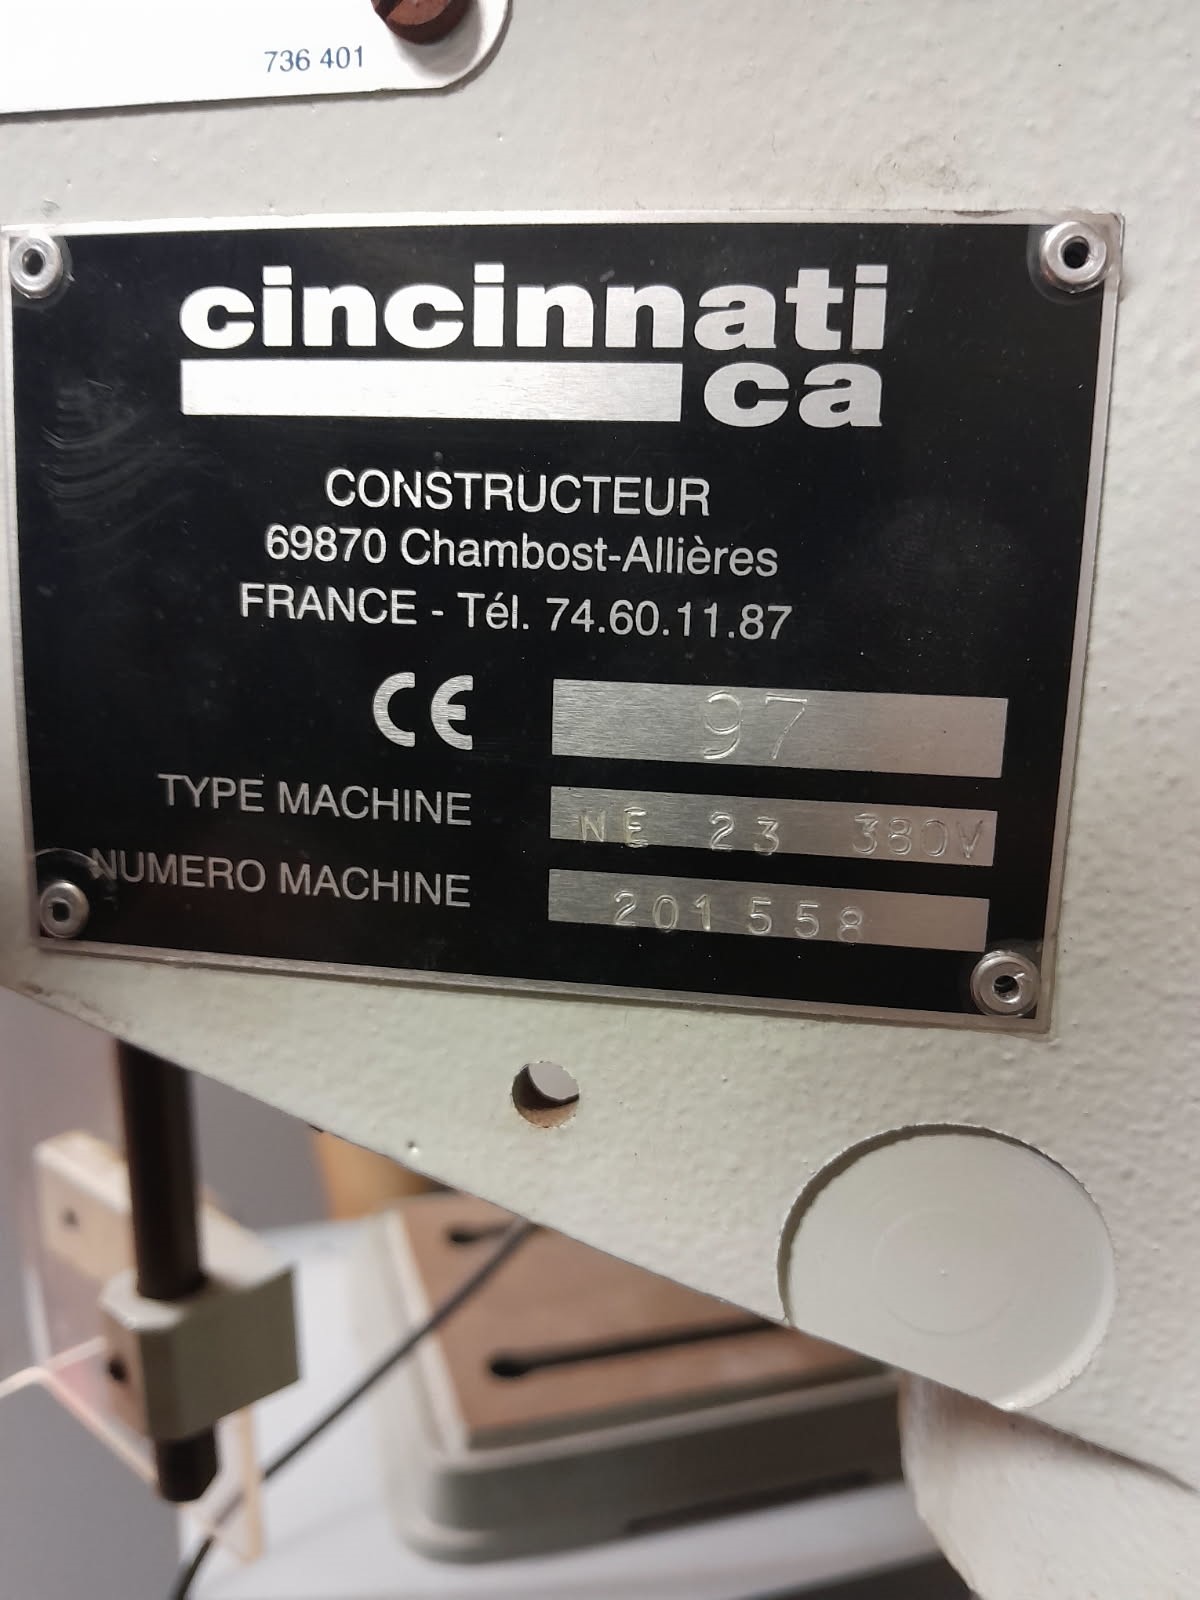 736 401
cincinnati
ca
CONSTRUCTEUR
69870 Chambost-Allières
FRANCE - Tél. 74.60.11.87
CE 97
TYPE MACHINE NE 23 380V
NUMERO MACHINE 201558